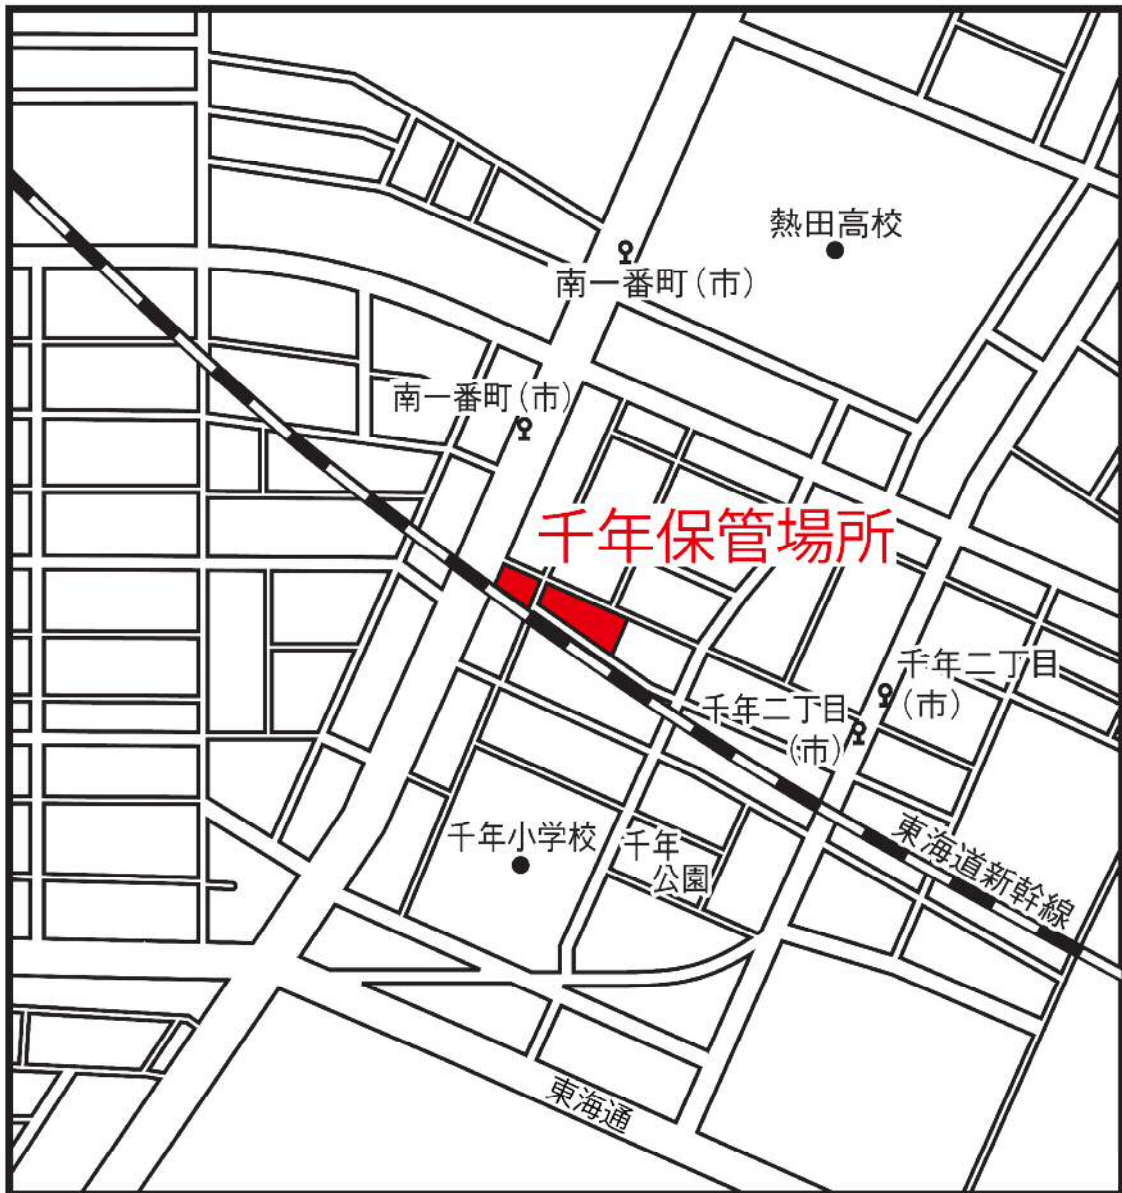 熱田高校
南一番町(市)
南一番町(市)
千年保管場所
千年二丁目
(市)
千年二丁目
(市)
東海道新幹線
千年小学校
千年
公園
東海通